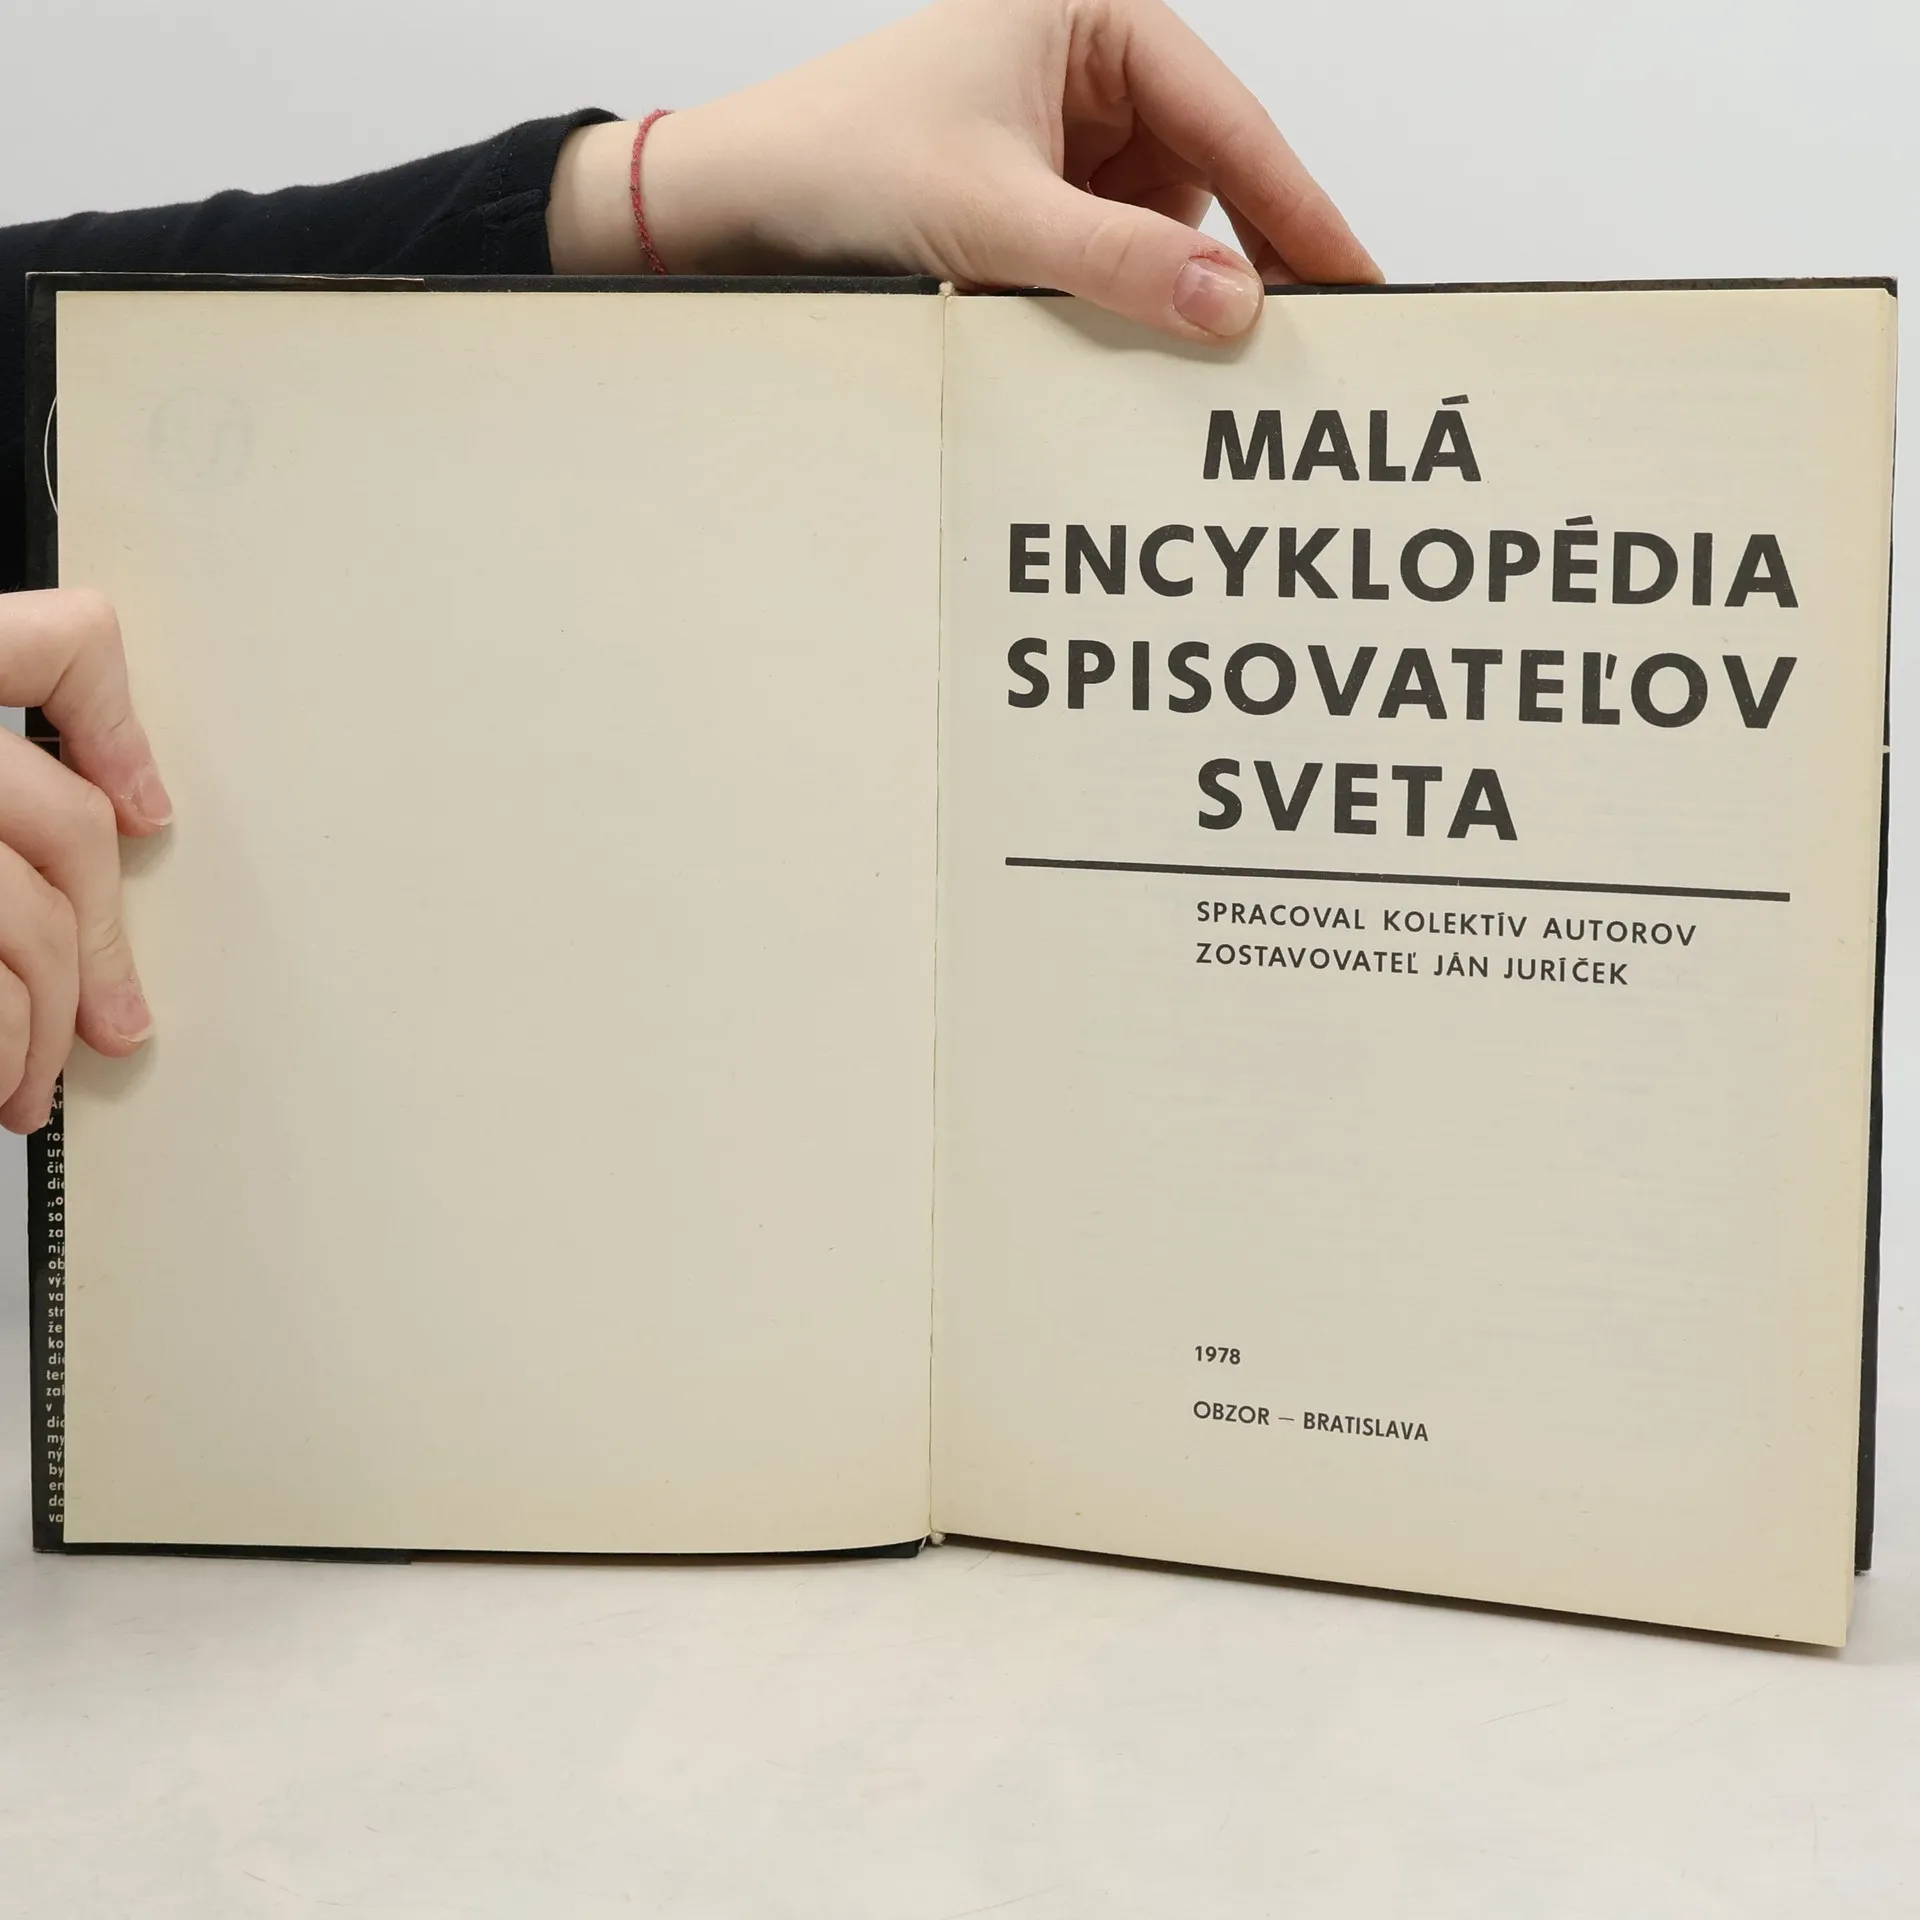 MALÁ
ENCYKLOPÉDIA
SPISOVATEĽOV
SVETA
SPRACOVAL KOLEKTÍV AUTOROV
ZOSTAVOVATEĽ JÁN JURÍČEK
1978
OBZOR — BRATISLAVA